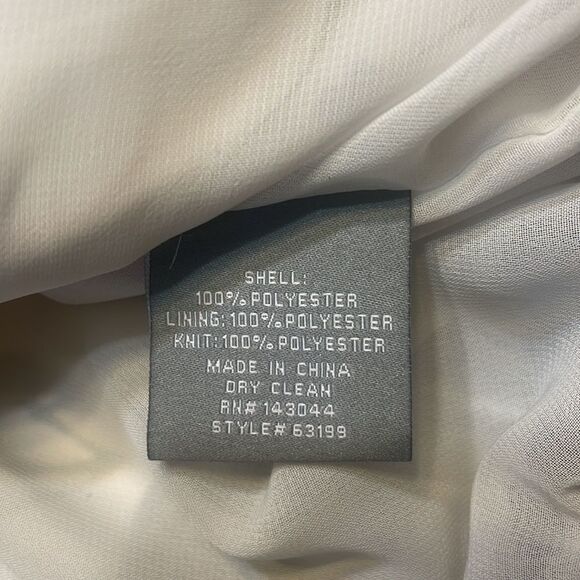 SHELL:
100%POLYESTER
LINING:100%POLYESTER
KNIT:100%POLYESTER
MADE IN CHINA
DRY CLEAN
RN# 143044
STYLE# 63199